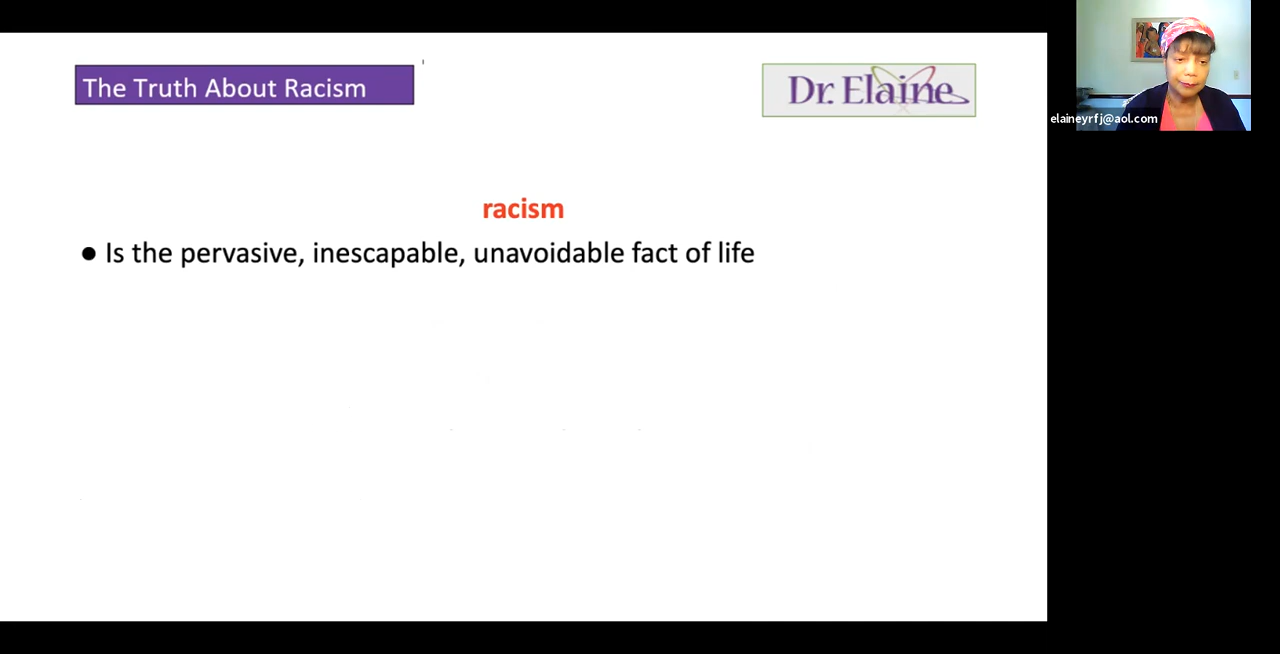 The Truth About Racism
Dr. Elaine
elaineyrfj@aol.com
racism
● Is the pervasive, inescapable, unavoidable fact of life